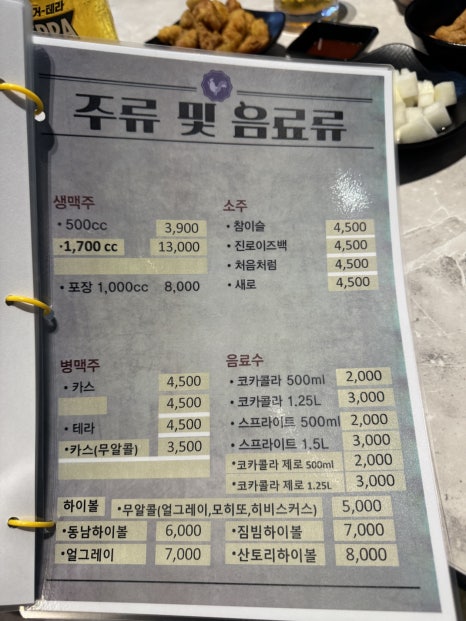 주류 및 음료류
생맥주
• 500cc 3,900
•1,700 cc 13,000
• 포장 1,000cc 8,000
소주
• 참이슬 4,500
• 진로이즈백 4,500
• 처음처럼 4,500
• 새로 4,500
병맥주
• 카스 4,500
4,500
• 테라 4,500
•카스(무알콜) 3,500
음료수
• 코카콜라 500ml 2,000
• 코카콜라 1.25L 3,000
• 스프라이트 500ml 2,000
• 스프라이트 1.5L 3,000
•코카콜라 제로 500ml 2,000
•코카콜라 제로 1.25L 3,000
하이볼 •무알콜(얼그레이,모히또,히비스커스) 5,000
•동남하이볼 6,000 •짐빔하이볼 7,000
•얼그레이 7,000 •산토리하이볼 8,000